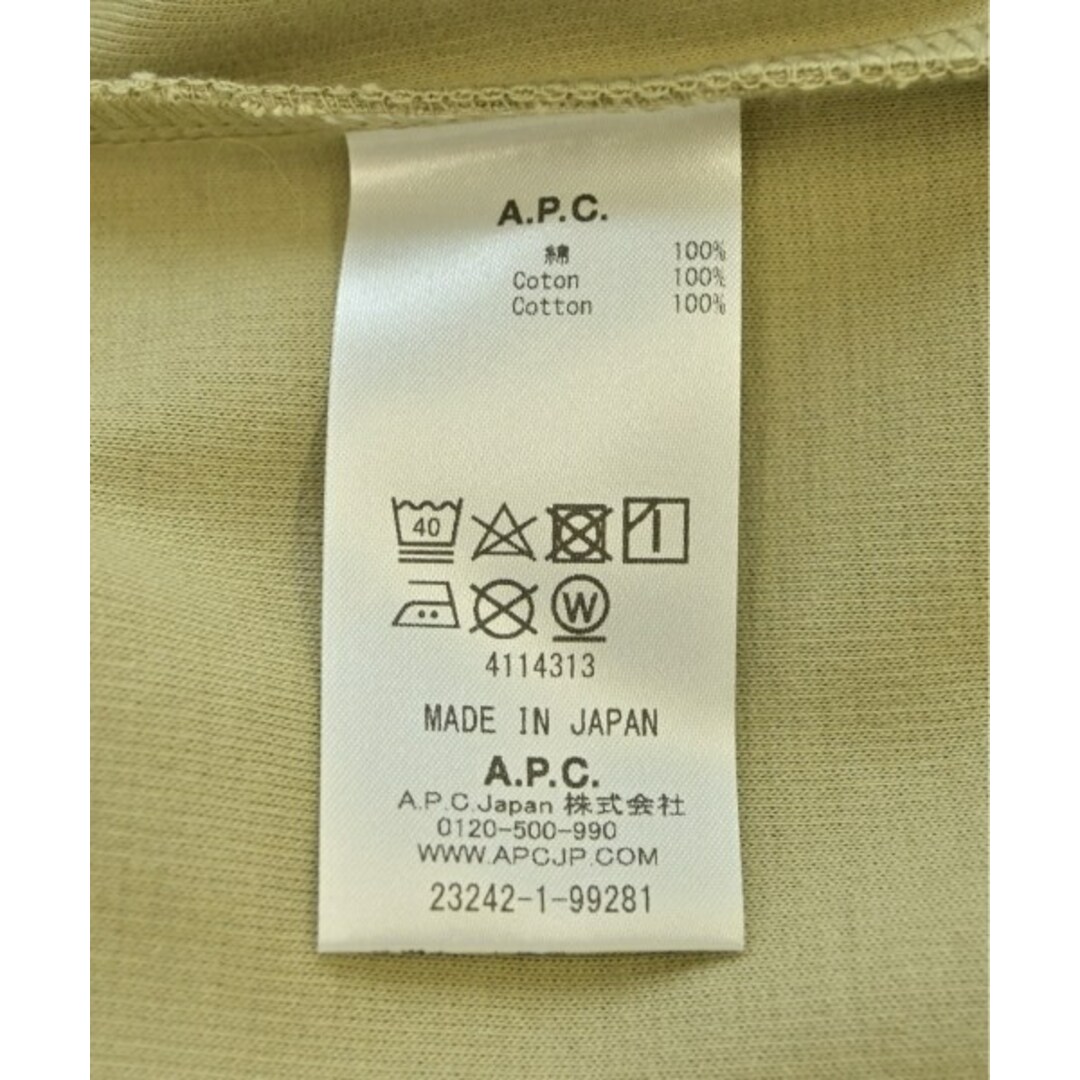 A.P.C.
綿 100%
Coton 100%
Cotton 100%
40
W
4114313
MADE IN JAPAN
A.P.C.
A.P.C.Japan 株式会社
0120-500-990
WWW.APCJP.COM
23242-1-99281